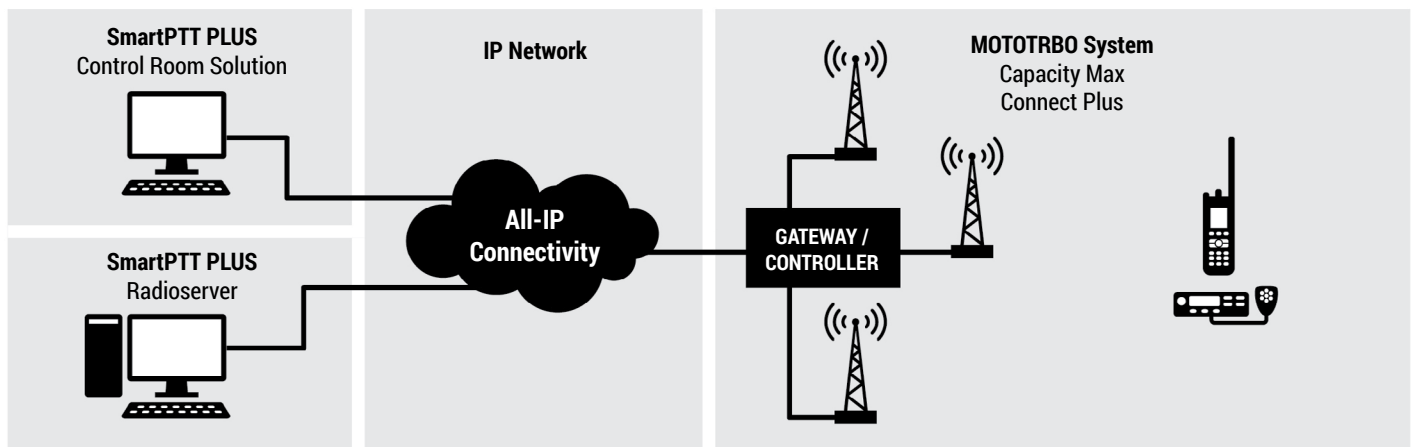 SmartPTT PLUS
Control Room Solution
SmartPTT PLUS
Radioserver
IP Network
All-IP
Connectivity
MOTOTRBO System
Capacity Max
Connect Plus
GATEWAY /
CONTROLLER